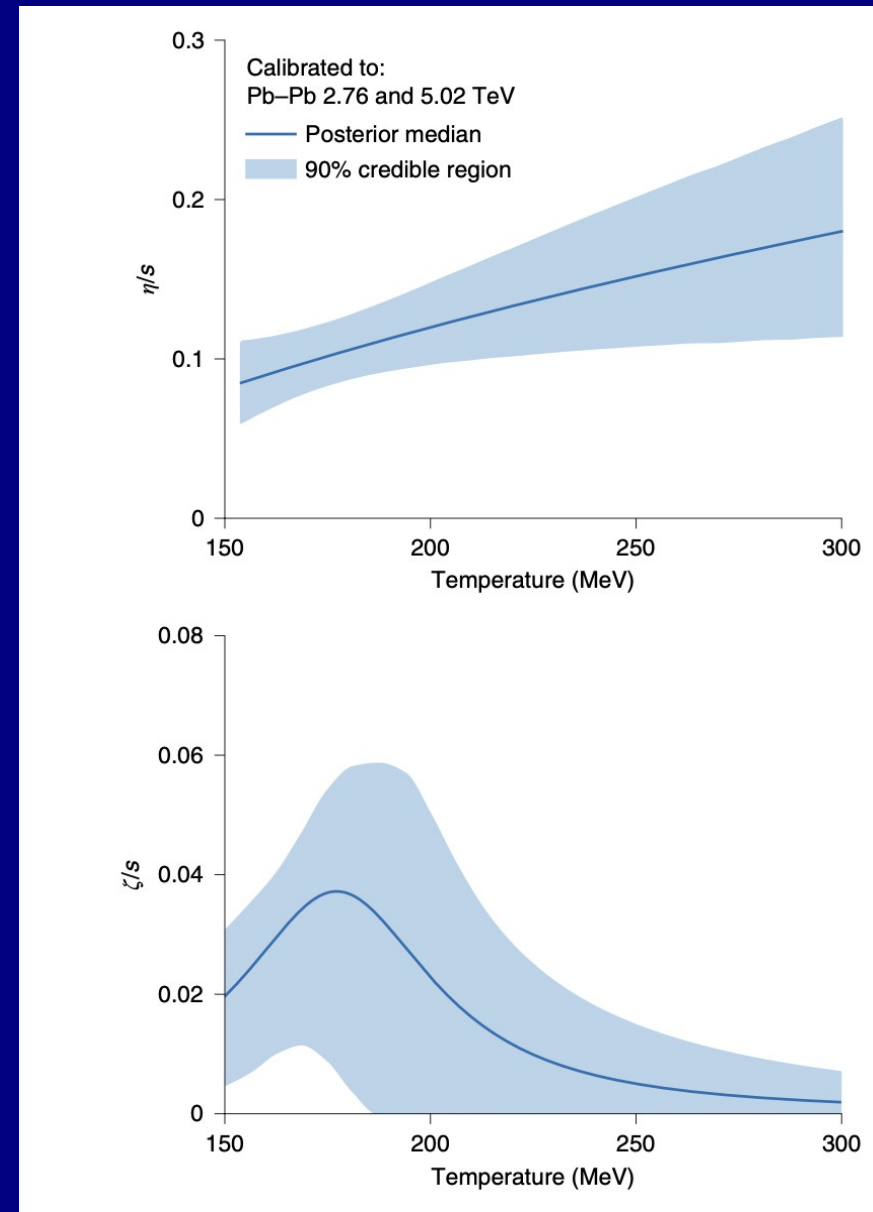 0.3
Calibrated to:
Pb–Pb 2.76 and 5.02 TeV
Posterior median
90% credible region
0.2
η/s
0.1
0
150 200 250 300
Temperature (MeV)
0.08
0.06
ζ/s
0.04
0.02
0
150 200 250 300
Temperature (MeV)